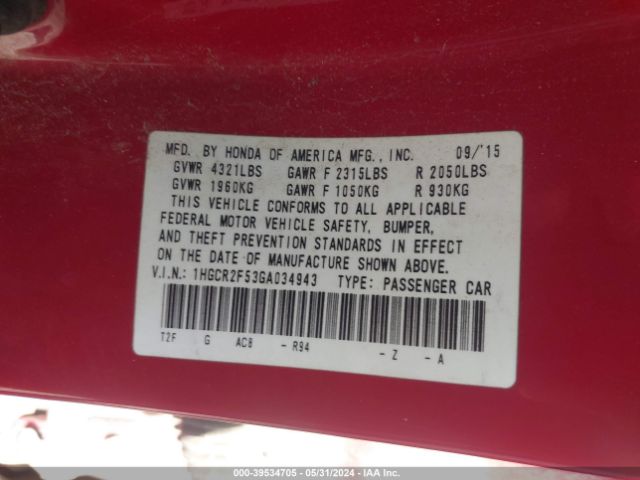 MFD. BY HONDA OF AMERICA MFG., INC. 09/'15
GVWR 4321LBS GAWR F 2315LBS R 2050LBS
GVWR 1960KG GAWR F 1050KG R 930KG
THIS VEHICLE CONFORMS TO ALL APPLICABLE
FEDERAL MOTOR VEHICLE SAFETY, BUMPER,
AND THEFT PREVENTION STANDARDS IN EFFECT
ON THE DATE OF MANUFACTURE SHOWN ABOVE.
V.I.N.: 1HGCR2F53GA034943 TYPE: PASSENGER CAR
T2F G AC8 - R94 - Z - A
000-39534705 - 05/31/2024 - IAAI.com